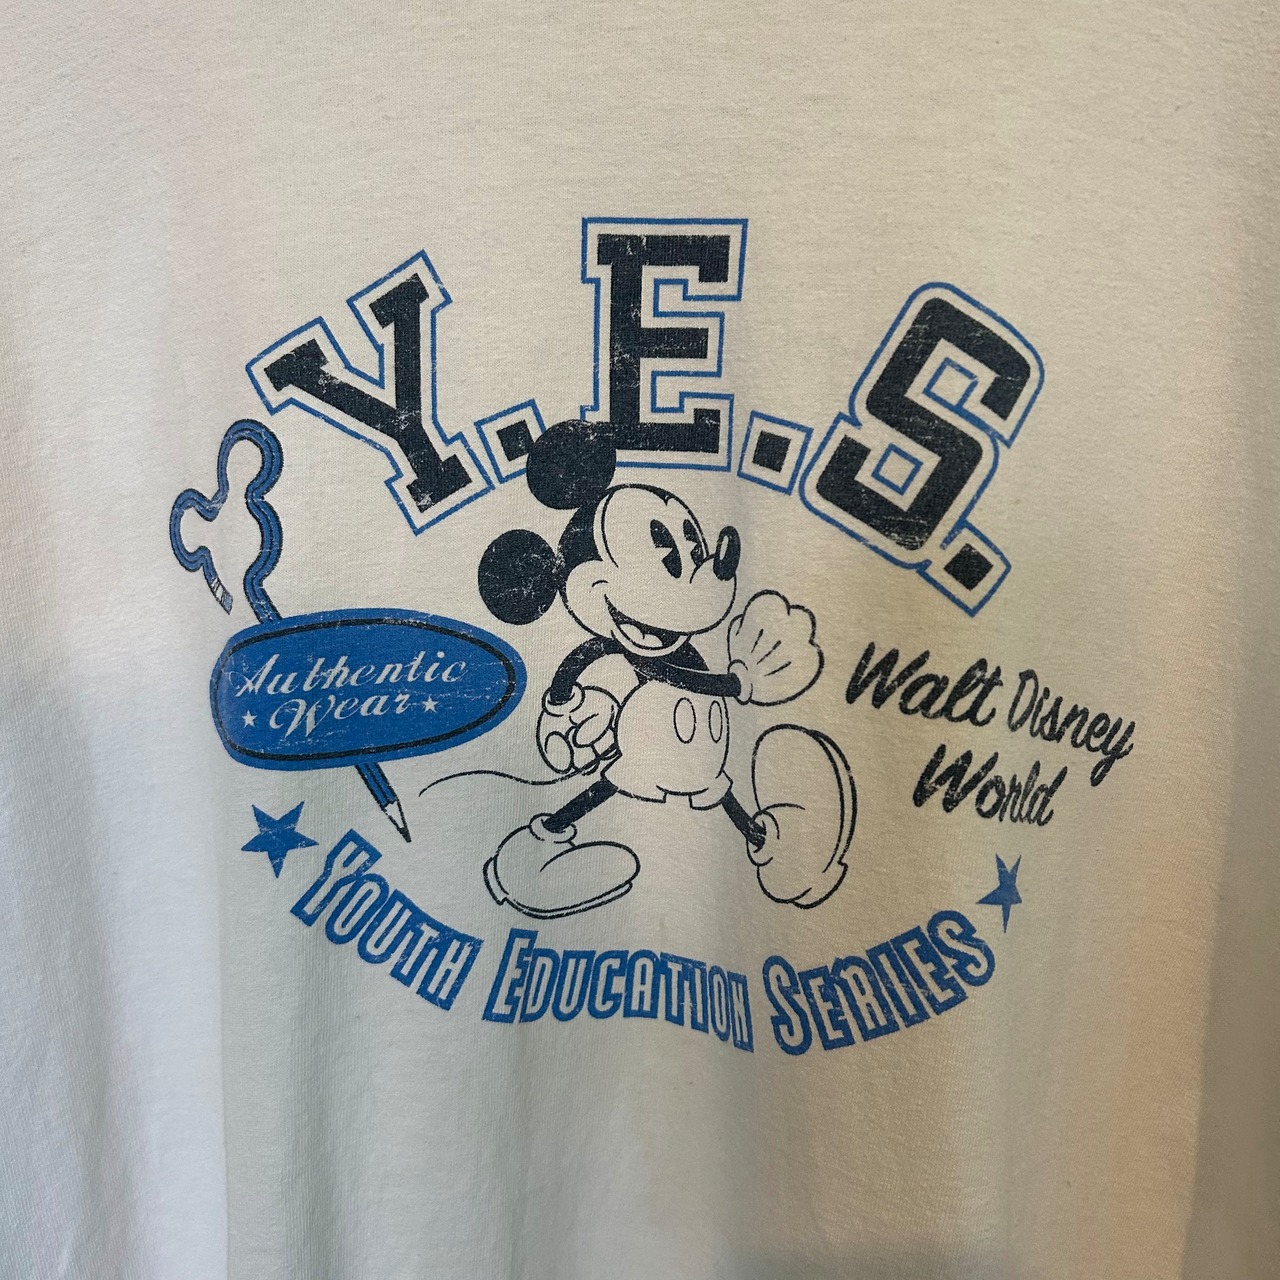 Y.E.S.
Authentic
Wear
Walt Disney
World
YOUTH EDUCATION SERIES